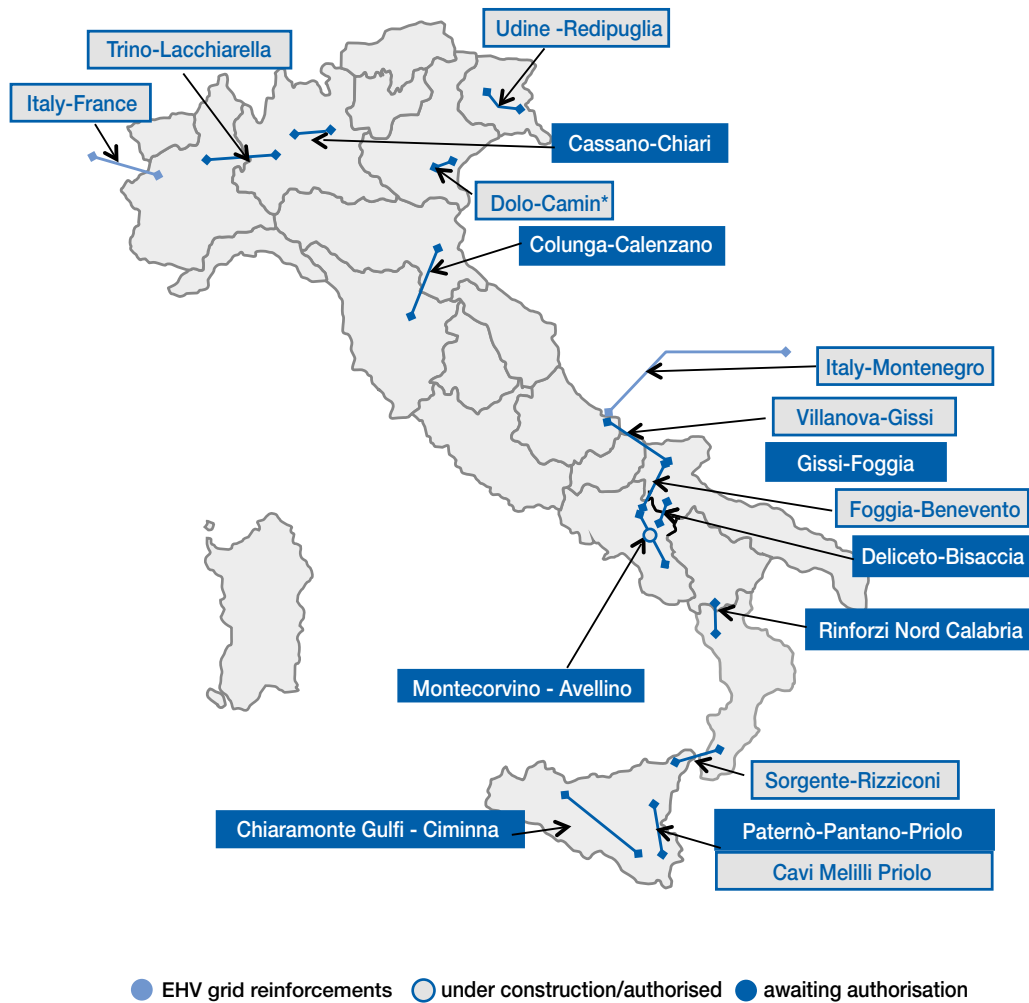 Udine -Redipuglia
Trino-Lacchiarella
Italy-France
Cassano-Chiari
Dolo-Camin*
Colunga-Calenzano
Italy-Montenegro
Villanova-Gissi
Gissi-Foggia
Foggia-Benevento
Deliceto-Bisaccia
Rinforzi Nord Calabria
Montecorvino - Avellino
Sorgente-Rizziconi
Chiaramonte Gulfi - Ciminna
Paternò-Pantano-Priolo
Cavi Melilli Priolo
EHV grid reinforcements under construction/authorised awaiting authorisation